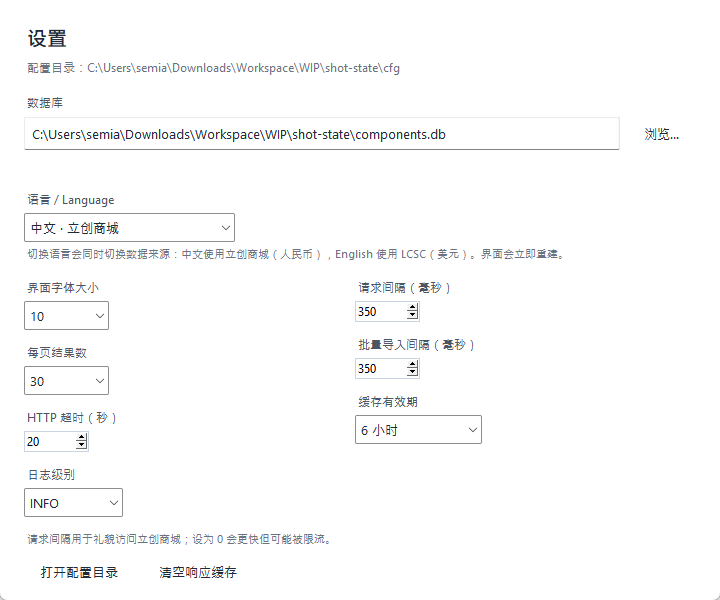 设置
配置目录：C:\Users\semia\Downloads\Workspace\WIP\shot-state\cfg
数据库
C:\Users\semia\Downloads\Workspace\WIP\shot-state\components.db
浏览...
语言 / Language
中文 · 立创商城
切换语言会同时切换数据来源：中文使用立创商城（人民币），English 使用 LCSC（美元）。界面会立即重建。
界面字体大小
10
每页结果数
30
HTTP 超时（秒）
20
日志级别
INFO
请求间隔（毫秒）
350
批量导入间隔（毫秒）
350
缓存有效期
6 小时
请求间隔用于礼貌访问立创商城；设为 0 会更快但可能被限流。
打开配置目录
清空响应缓存